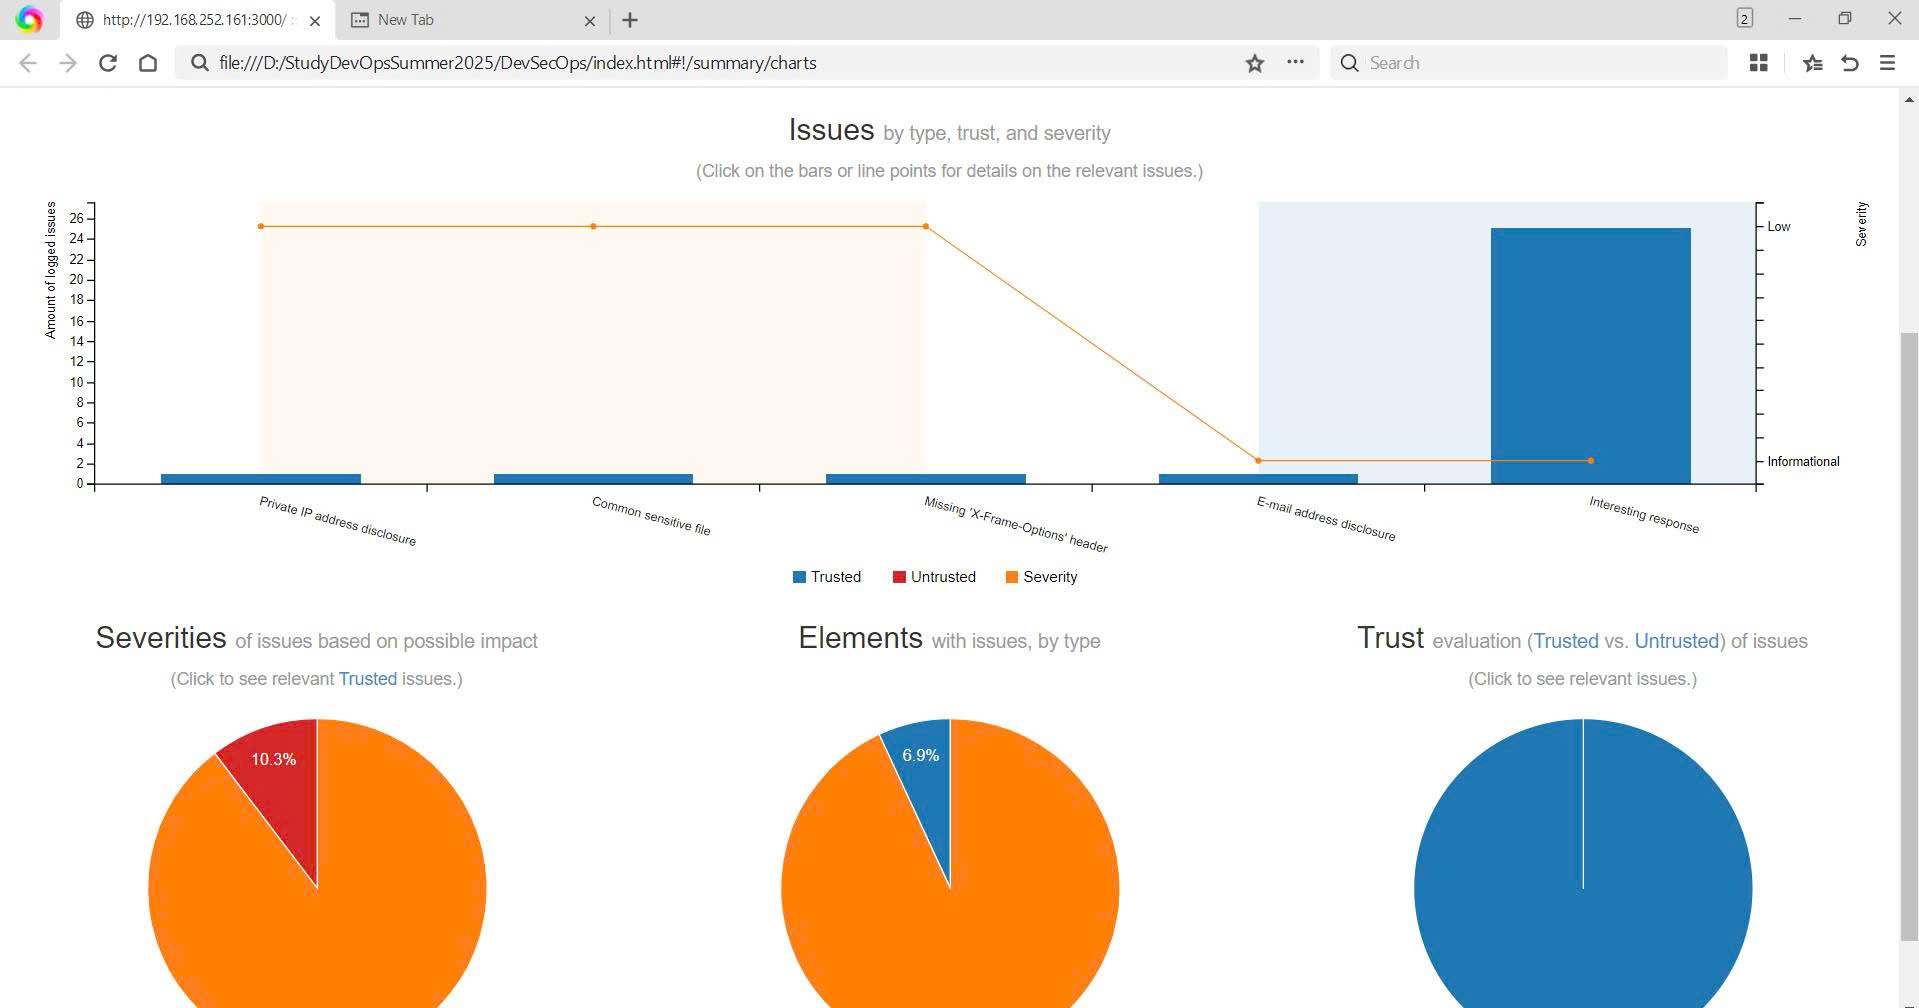 http://192.168.252.161:3000/
New Tab
2
file:///D:/StudyDevOpsSummer2025/DevSecOps/index.html#!/summary/charts
Search
Issues by type, trust, and severity
(Click on the bars or line points for details on the relevant issues.)
Amount of logged issues
26
24
22
20
18
16
14
12
10
8
6
4
2
0
Low
Informational
Severity
Private IP address disclosure
Common sensitive file
Missing 'X-Frame-Options' header
E-mail address disclosure
Interesting response
Trusted
Untrusted
Severity
Severities of issues based on possible impact
(Click to see relevant Trusted issues.)
10.3%
Elements with issues, by type
6.9%
Trust evaluation (Trusted vs. Untrusted) of issues
(Click to see relevant issues.)